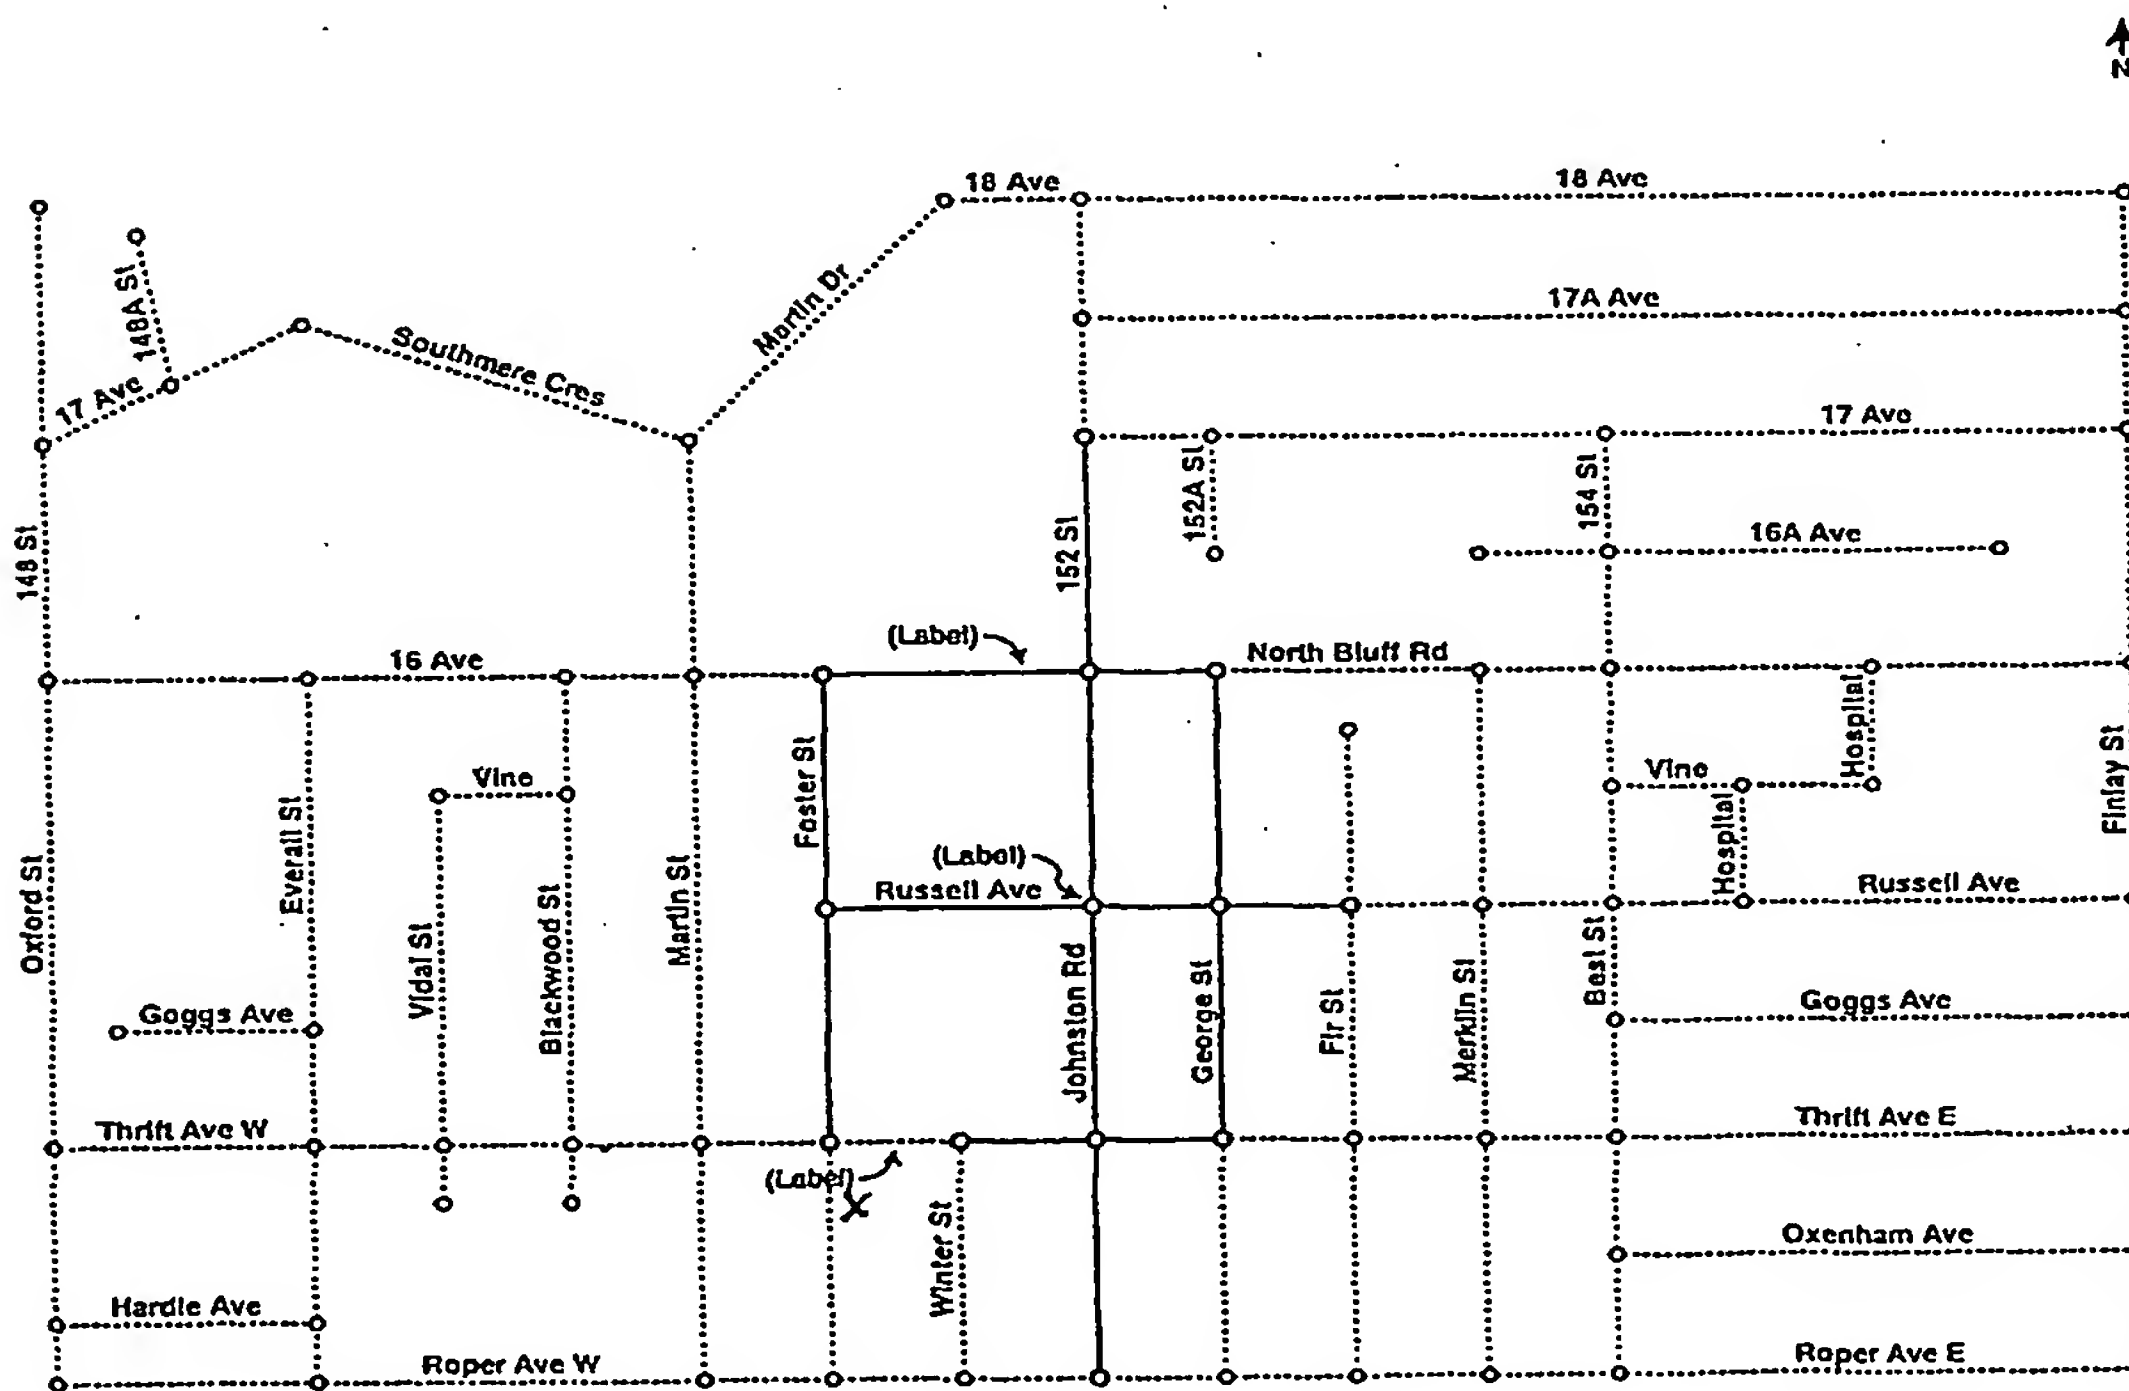 N
18 Ave
18 Ave
148A St
Martin Dr
17A Ave
Southmere Cres
17 Ave
17 Ave
152A St
154 St
148 St
152 St
16A Ave
(Label)
16 Ave
North Bluff Rd
Hospital
Foster St
Vine
Vine
Finlay St
Everall St
Hospital
(Label)
Russell Ave
Russell Ave
Oxford St
Martin St
Vidal St
Blackwood St
Best St
Johnston Rd
George St
Fir St
Merklin St
Goggs Ave
Goggs Ave
Thrift Ave W
Thrift Ave E
(Label)
X
Winter St
Oxenham Ave
Hardie Ave
Roper Ave W
Roper Ave E